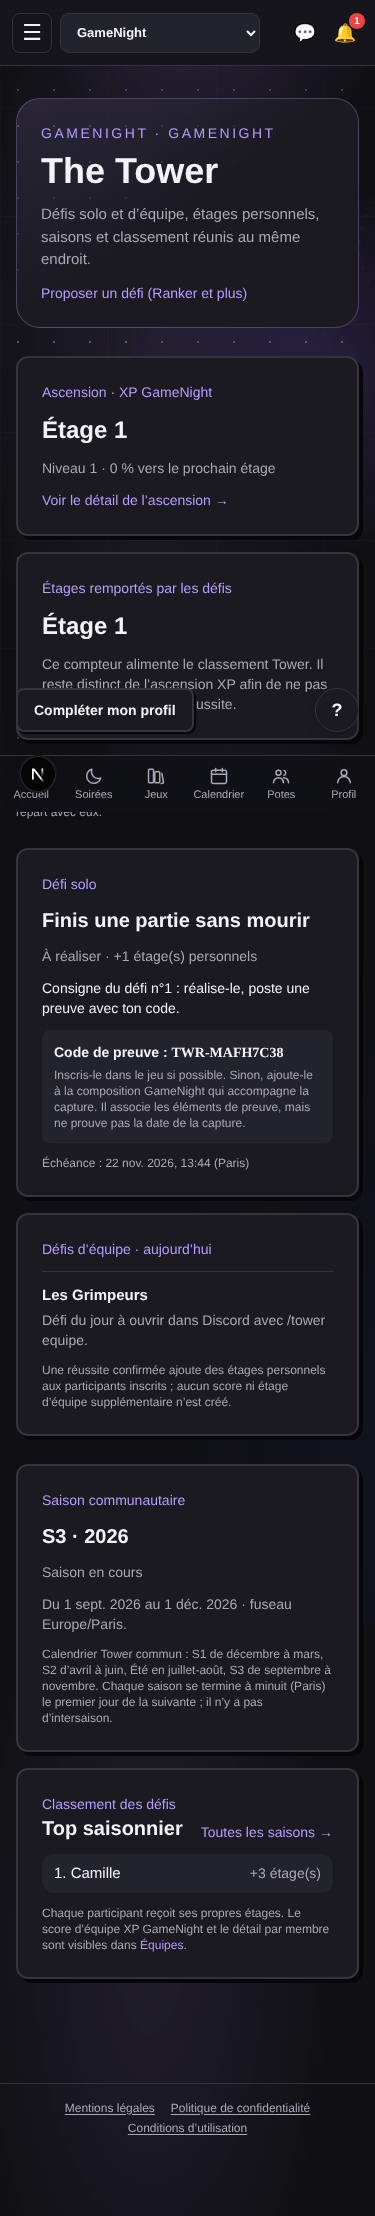 GameNight
1
GAMENIGHT · GAMENIGHT
The Tower
Défis solo et d’équipe, étages personnels,
saisons et classement réunis au même
endroit.
Proposer un défi (Ranker et plus)
Ascension · XP GameNight
Étage 1
Niveau 1 · 0 % vers le prochain étage
Voir le détail de l’ascension →
Étages remportés par les défis
Étage 1
Ce compteur alimente le classement Tower. Il
reste distinct de l’ascension XP afin de ne pas
ussite.
Compléter mon profil
?
N
Accueil
Soirées
Jeux
Calendrier
Potes
Profil
repart avec eux.
Défi solo
Finis une partie sans mourir
À réaliser · +1 étage(s) personnels
Consigne du défi n°1 : réalise-le, poste une
preuve avec ton code.
Code de preuve : TWR-MAFH7C38
Inscris-le dans le jeu si possible. Sinon, ajoute-le
à la composition GameNight qui accompagne la
capture. Il associe les éléments de preuve, mais
ne prouve pas la date de la capture.
Échéance : 22 nov. 2026, 13:44 (Paris)
Défis d’équipe · aujourd’hui
Les Grimpeurs
Défi du jour à ouvrir dans Discord avec /tower
equipe.
Une réussite confirmée ajoute des étages personnels
aux participants inscrits ; aucun score ni étage
d’équipe supplémentaire n’est créé.
Saison communautaire
S3 · 2026
Saison en cours
Du 1 sept. 2026 au 1 déc. 2026 · fuseau
Europe/Paris.
Calendrier Tower commun : S1 de décembre à mars,
S2 d’avril à juin, Été en juillet-août, S3 de septembre à
novembre. Chaque saison se termine à minuit (Paris)
le premier jour de la suivante ; il n’y a pas
d’intersaison.
Classement des défis
Top saisonnier
Toutes les saisons →
1. Camille
+3 étage(s)
Chaque participant reçoit ses propres étages. Le
score d’équipe XP GameNight et le détail par membre
sont visibles dans Équipes.
Mentions légales
Politique de confidentialité
Conditions d’utilisation